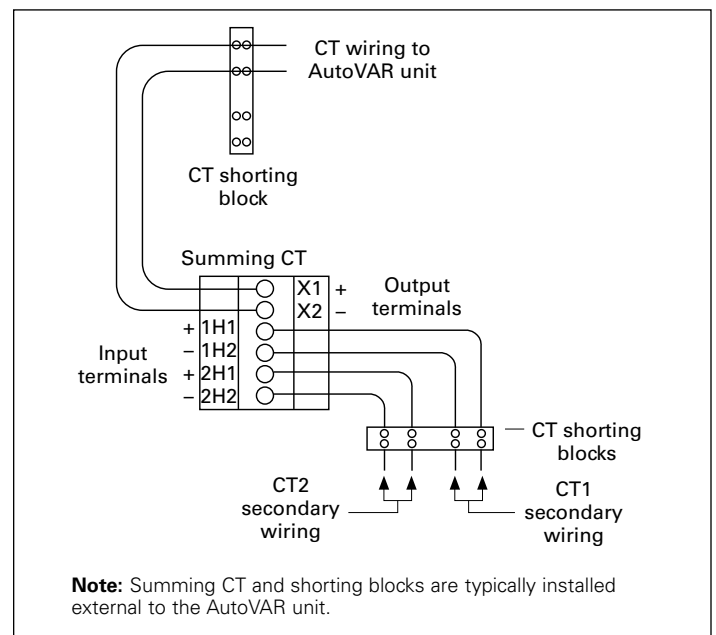 CT wiring to
AutoVAR unit
CT shorting
block
Summing CT
X1 +
X2 –
Output
terminals
+ 1H1
– 1H2
+ 2H1
– 2H2
Input
terminals
CT shorting
blocks
CT2
secondary
wiring
CT1
secondary
wiring
Note: Summing CT and shorting blocks are typically installed
external to the AutoVAR unit.